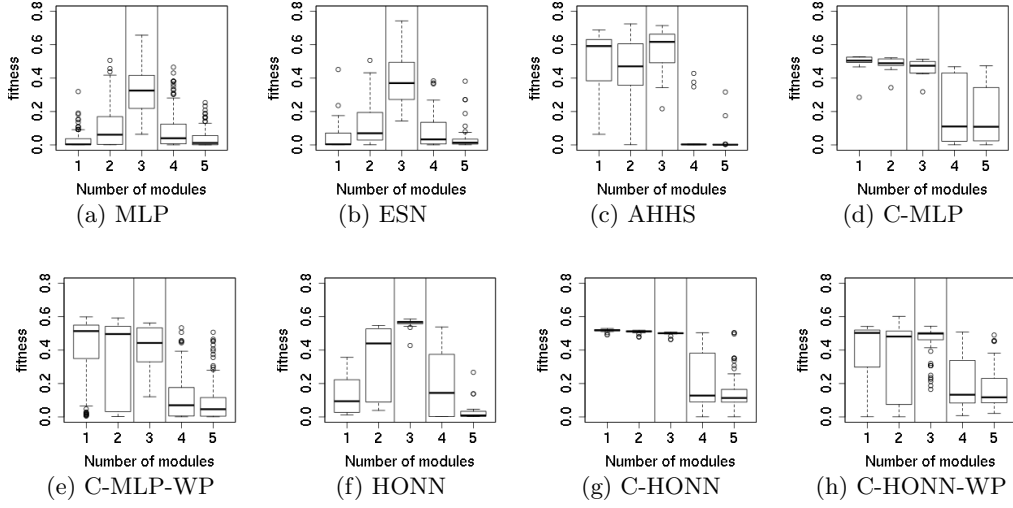 fitness
0.0 0.2 0.4 0.6 0.8
1 2 3 4 5
Number of modules
(a) MLP
fitness
0.0 0.2 0.4 0.6 0.8
1 2 3 4 5
Number of modules
(b) ESN
fitness
0.0 0.2 0.4 0.6 0.8
1 2 3 4 5
Number of modules
(c) AHHS
fitness
0.0 0.2 0.4 0.6 0.8
1 2 3 4 5
Number of modules
(d) C-MLP
fitness
0.0 0.2 0.4 0.6 0.8
1 2 3 4 5
Number of modules
(e) C-MLP-WP
fitness
0.0 0.2 0.4 0.6 0.8
1 2 3 4 5
Number of modules
(f) HONN
fitness
0.0 0.2 0.4 0.6 0.8
1 2 3 4 5
Number of modules
(g) C-HONN
fitness
0.0 0.2 0.4 0.6 0.8
1 2 3 4 5
Number of modules
(h) C-HONN-WP